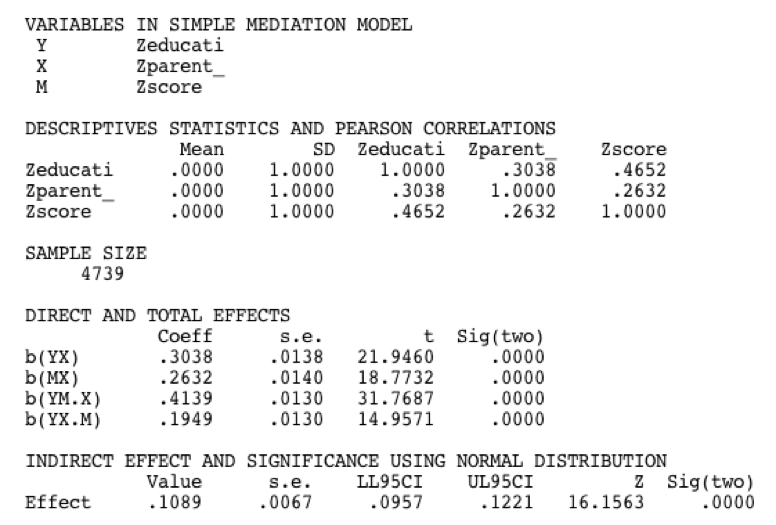 VARIABLES IN SIMPLE MEDIATION MODEL
Y Zeducati
X Zparent_
M Zscore
DESCRIPTIVES STATISTICS AND PEARSON CORRELATIONS
Mean SD Zeducati Zparent_ Zscore
Zeducati .0000 1.0000 1.0000 .3038 .4652
Zparent_ .0000 1.0000 .3038 1.0000 .2632
Zscore .0000 1.0000 .4652 .2632 1.0000
SAMPLE SIZE
4739
DIRECT AND TOTAL EFFECTS
Coeff s.e. t Sig(two)
b(YX) .3038 .0138 21.9460 .0000
b(MX) .2632 .0140 18.7732 .0000
b(YM.X) .4139 .0130 31.7687 .0000
b(YX.M) .1949 .0130 14.9571 .0000
INDIRECT EFFECT AND SIGNIFICANCE USING NORMAL DISTRIBUTION
Value s.e. LL95CI UL95CI Z Sig(two)
Effect .1089 .0067 .0957 .1221 16.1563 .0000